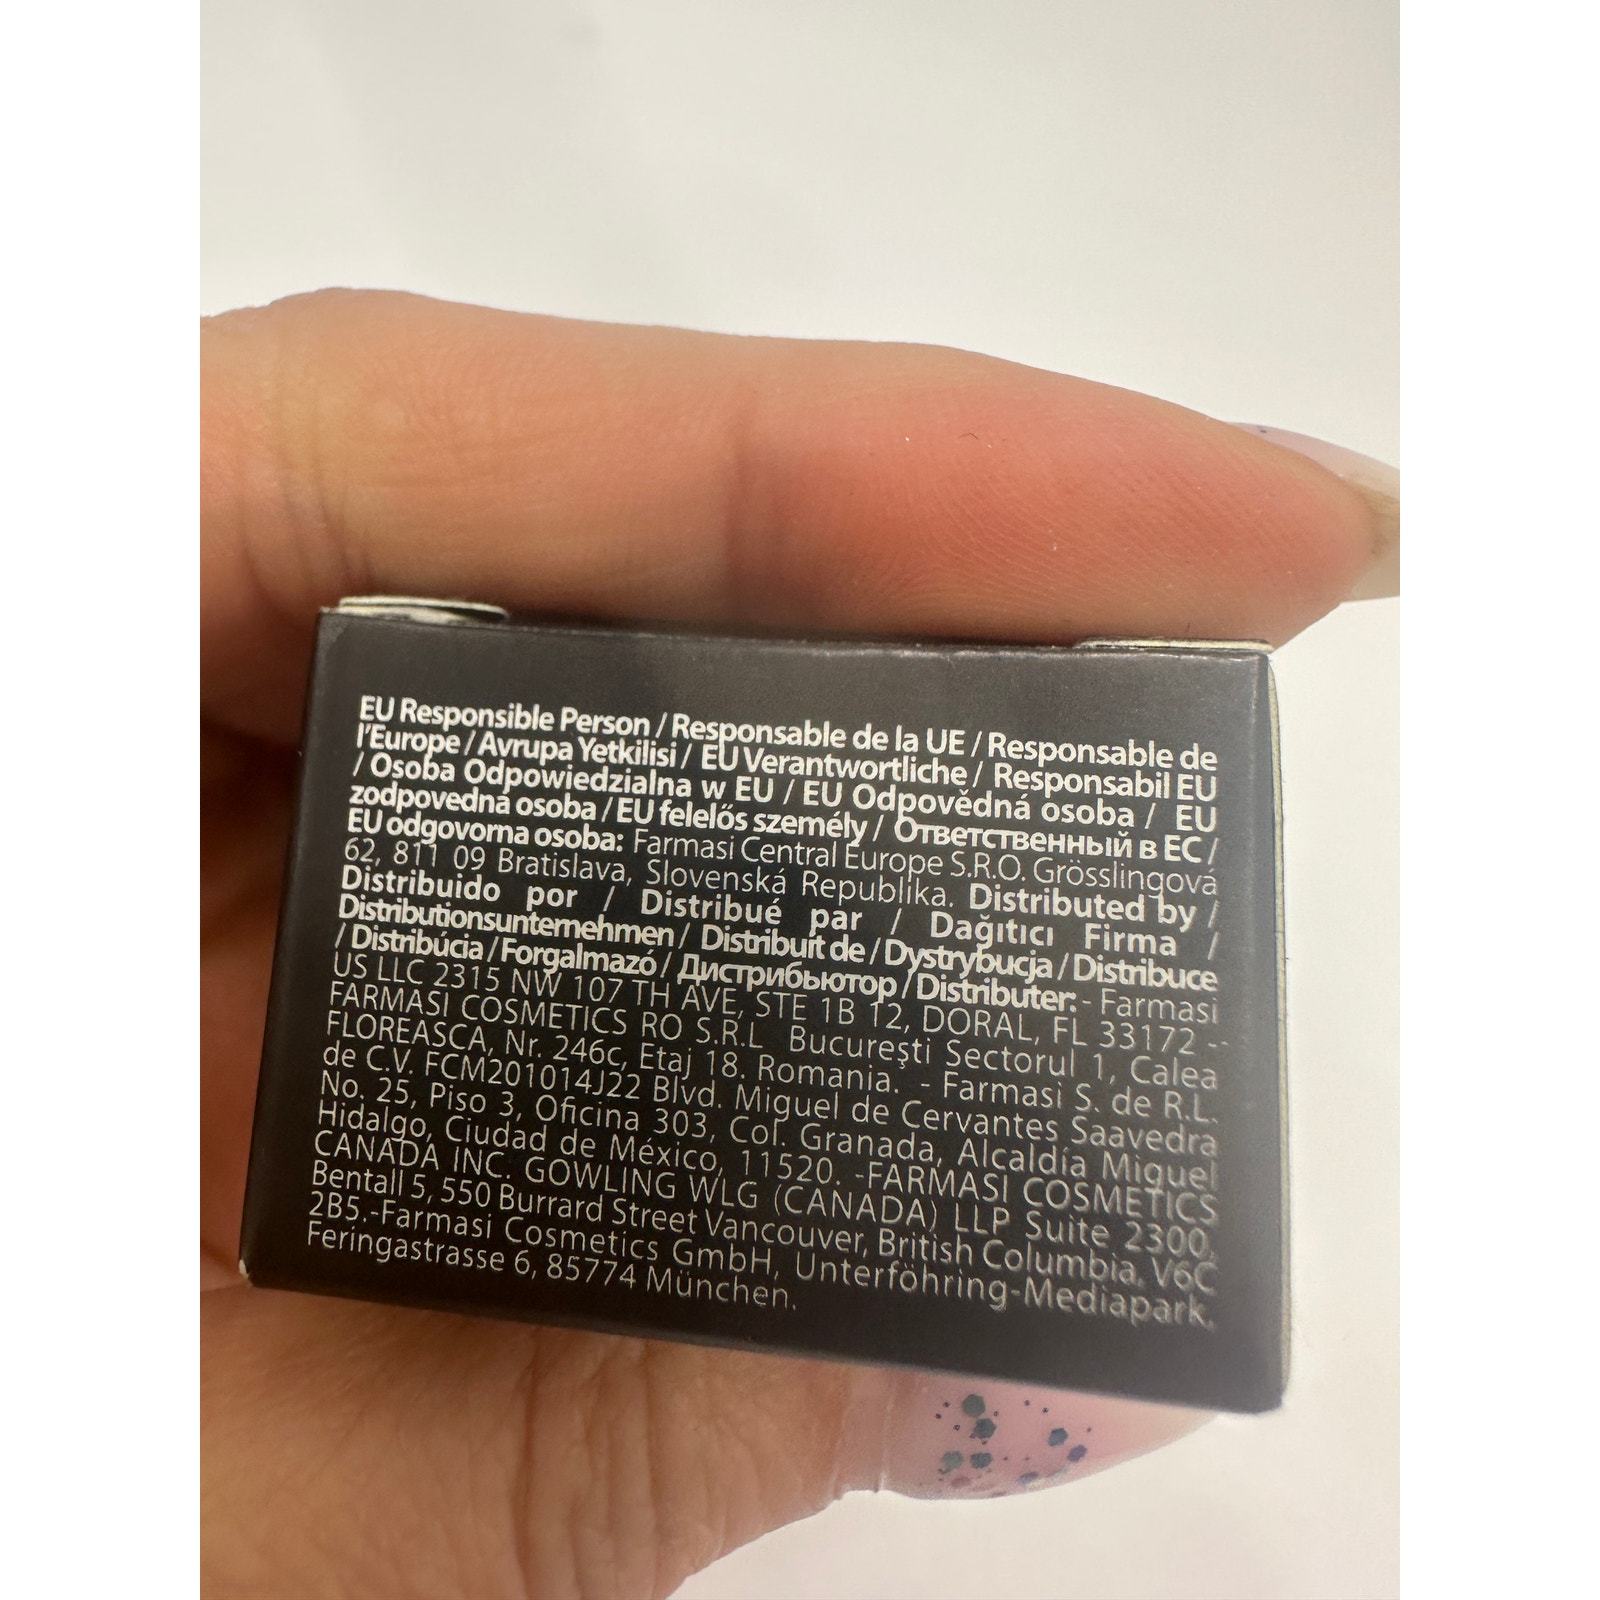 EU Responsible Person / Responsable de la UE / Responsable de
l'Europe / Avrupa Yetkilisi / EU Verantwortliche / Responsabil EU
/ Osoba Odpowiedzialna w EU / EU Odpovědná osoba / EU
zodpovedná osoba / EU felelős személy / Ответственный в ЕС /
EU odgovorna osoba: Farmasi Central Europe S.R.O. Grösslingová
62, 811 09 Bratislava, Slovenská Republika. Distributed by /
Distribuido por / Distribué par / Dağıtıcı Firma /
Distributionsunternehmen / Distribuit de / Dystrybucja / Distribuce
/ Distribúcia / Forgalmazó / Дистрибьютор / Distributer: - Farmasi
US LLC 2315 NW 107 TH AVE, STE 1B 12, DORAL, FL 33172 --
FARMASI COSMETICS RO S.R.L Bucureşti Sectorul 1, Calea
FLOREASCA, Nr. 246c, Etaj 18. Romania. - Farmasi S. de R.L.
de C.V. FCM201014J22 Blvd. Miguel de Cervantes Saavedra
No. 25, Piso 3, Oficina 303, Col. Granada, Alcaldía Miguel
Hidalgo, Ciudad de México, 11520. -FARMASI COSMETICS
CANADA INC. GOWLING WLG (CANADA) LLP Suite 2300,
Bentall 5, 550 Burrard Street Vancouver, British Columbia. V6C
2B5.-Farmasi Cosmetics GmbH, Unterföhring-Mediapark,
Feringastrasse 6, 85774 München.